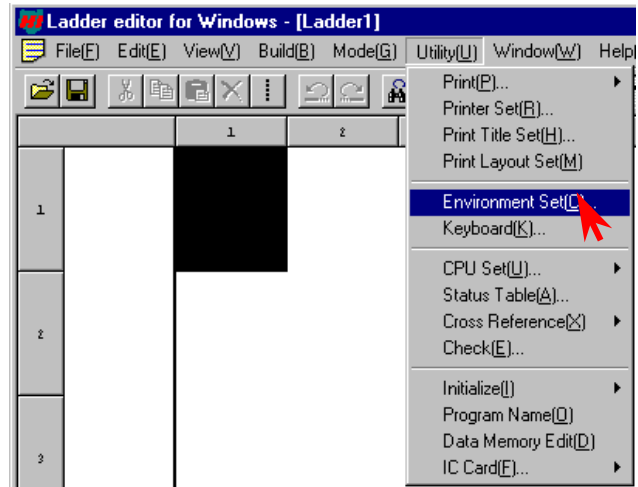 Ladder editor for Windows - [Ladder1]
File(F) Edit(E) View(V) Build(B) Mode(G) Utility(U) Window(W) Help
1 2
1
2
3
Print(P)...
Printer Set(R)...
Print Title Set(H)...
Print Layout Set(M)
Environment Set(O)...
Keyboard(K)...
CPU Set(U)...
Status Table(A)...
Cross Reference(X)
Check(E)...
Initialize(I)
Program Name(O)
Data Memory Edit(D)
IC Card(F)...